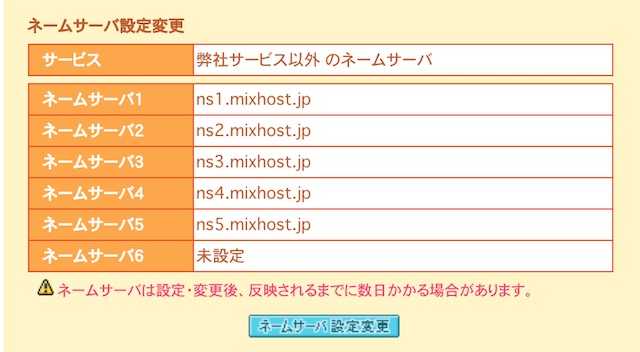 ネームサーバ設定変更
サービス 弊社サービス以外 のネームサーバ
ネームサーバ1 ns1.mixhost.jp
ネームサーバ2 ns2.mixhost.jp
ネームサーバ3 ns3.mixhost.jp
ネームサーバ4 ns4.mixhost.jp
ネームサーバ5 ns5.mixhost.jp
ネームサーバ6 未設定
ネームサーバは設定・変更後、反映されるまでに数日かかる場合があります。
ネームサーバ設定変更